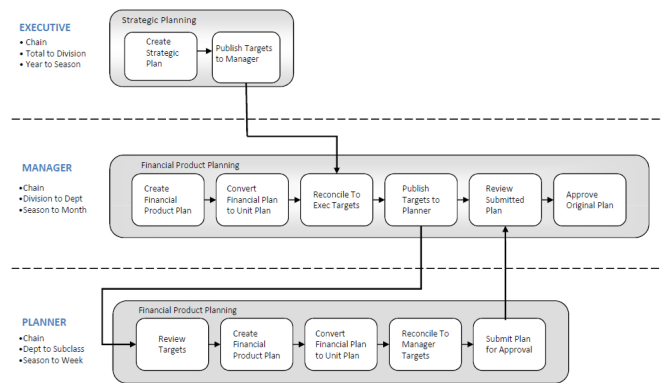 EXECUTIVE
• Chain
• Total to Division
• Year to Season
Strategic Planning
Create
Strategic
Plan
Publish Targets
to Manager
MANAGER
•Chain
•Division to Dept
•Season to Month
Financial Product Planning
Create
Financial
Product Plan
Convert
Financial Plan
to Unit Plan
Reconcile To
Exec Targets
Publish
Targets to
Planner
Review
Submitted
Plan
Approve
Original Plan
PLANNER
•Chain
•Dept to Subclass
•Season to Week
Financial Product Planning
Review
Targets
Create
Financial
Product Plan
Convert
Financial Plan
to Unit Plan
Reconcile To
Manager
Targets
Submit Plan
for Approval